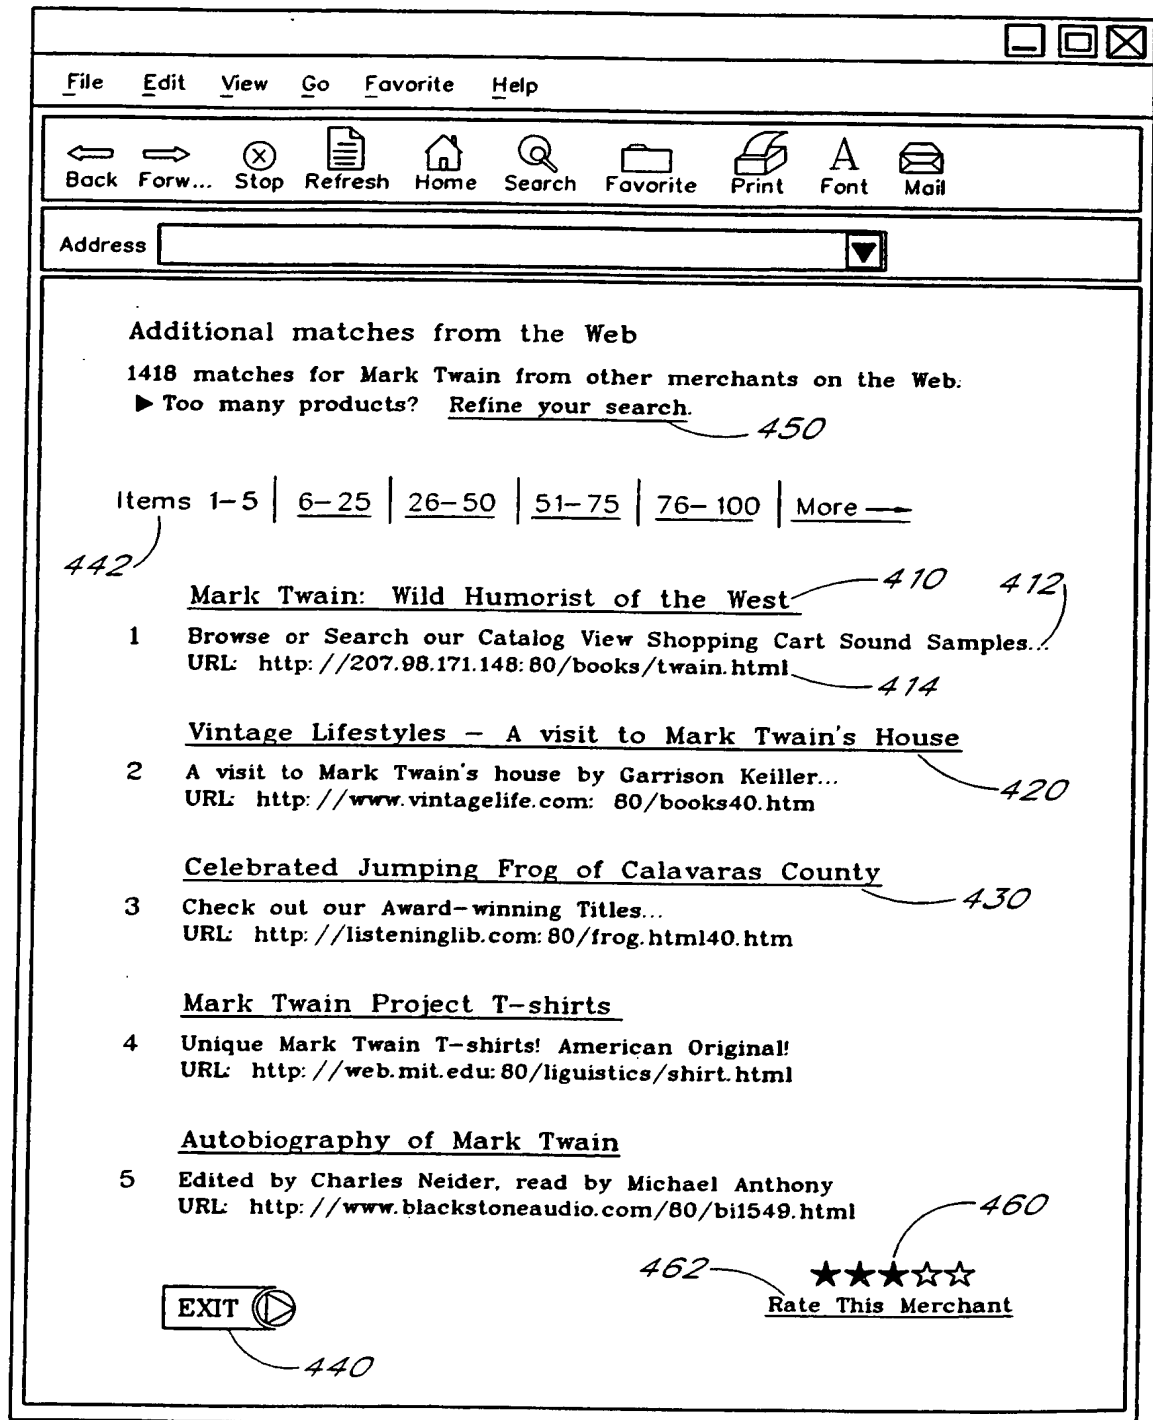 File Edit View Go Favorite Help
Back Forw... Stop Refresh Home Search Favorite Print Font Mail
Address
Additional matches from the Web
1418 matches for Mark Twain from other merchants on the Web.
▶ Too many products? Refine your search.
450
Items 1-5 | 6-25 | 26-50 | 51-75 | 76-100 | More →
442
Mark Twain: Wild Humorist of the West 410 412
1 Browse or Search our Catalog View Shopping Cart Sound Samples...
URL: http://207.98.171.148:80/books/twain.html
414
Vintage Lifestyles - A visit to Mark Twain's House
2 A visit to Mark Twain's house by Garrison Keiller...
URL: http://www.vintagelife.com: 80/books40.htm
420
Celebrated Jumping Frog of Calavaras County
430
3 Check out our Award-winning Titles...
URL: http://listeninglib.com:80/frog.html40.htm
Mark Twain Project T-shirts
4 Unique Mark Twain T-shirts! American Original!
URL: http://web.mit.edu:80/liguistics/shirt.html
Autobiography of Mark Twain
5 Edited by Charles Neider, read by Michael Anthony
URL: http://www.blackstoneaudio.com/80/bil549.html
460
462 ★★★☆☆
EXIT Rate This Merchant
440